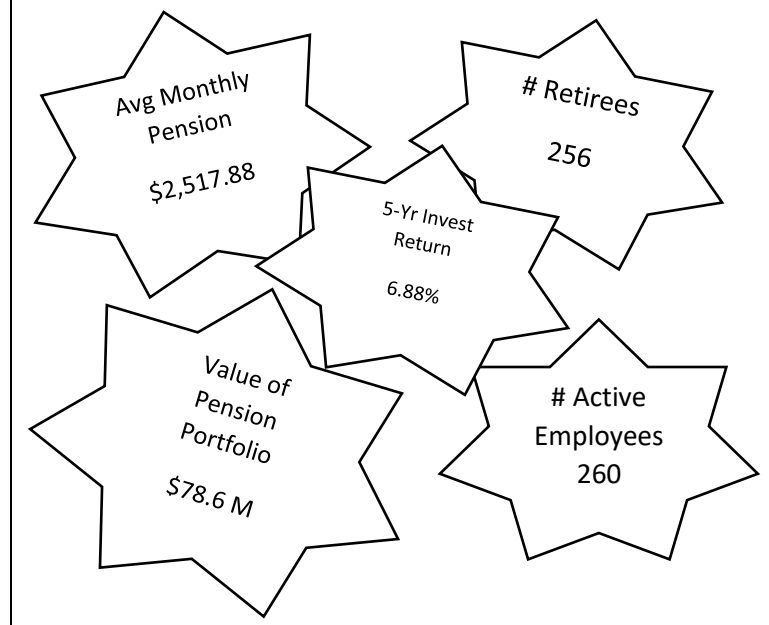 Avg Monthly
Pension
$2,517.88
# Retirees
256
5-Yr Invest
Return
6.88%
Value of
Pension
Portfolio
$78.6 M
# Active
Employees
260